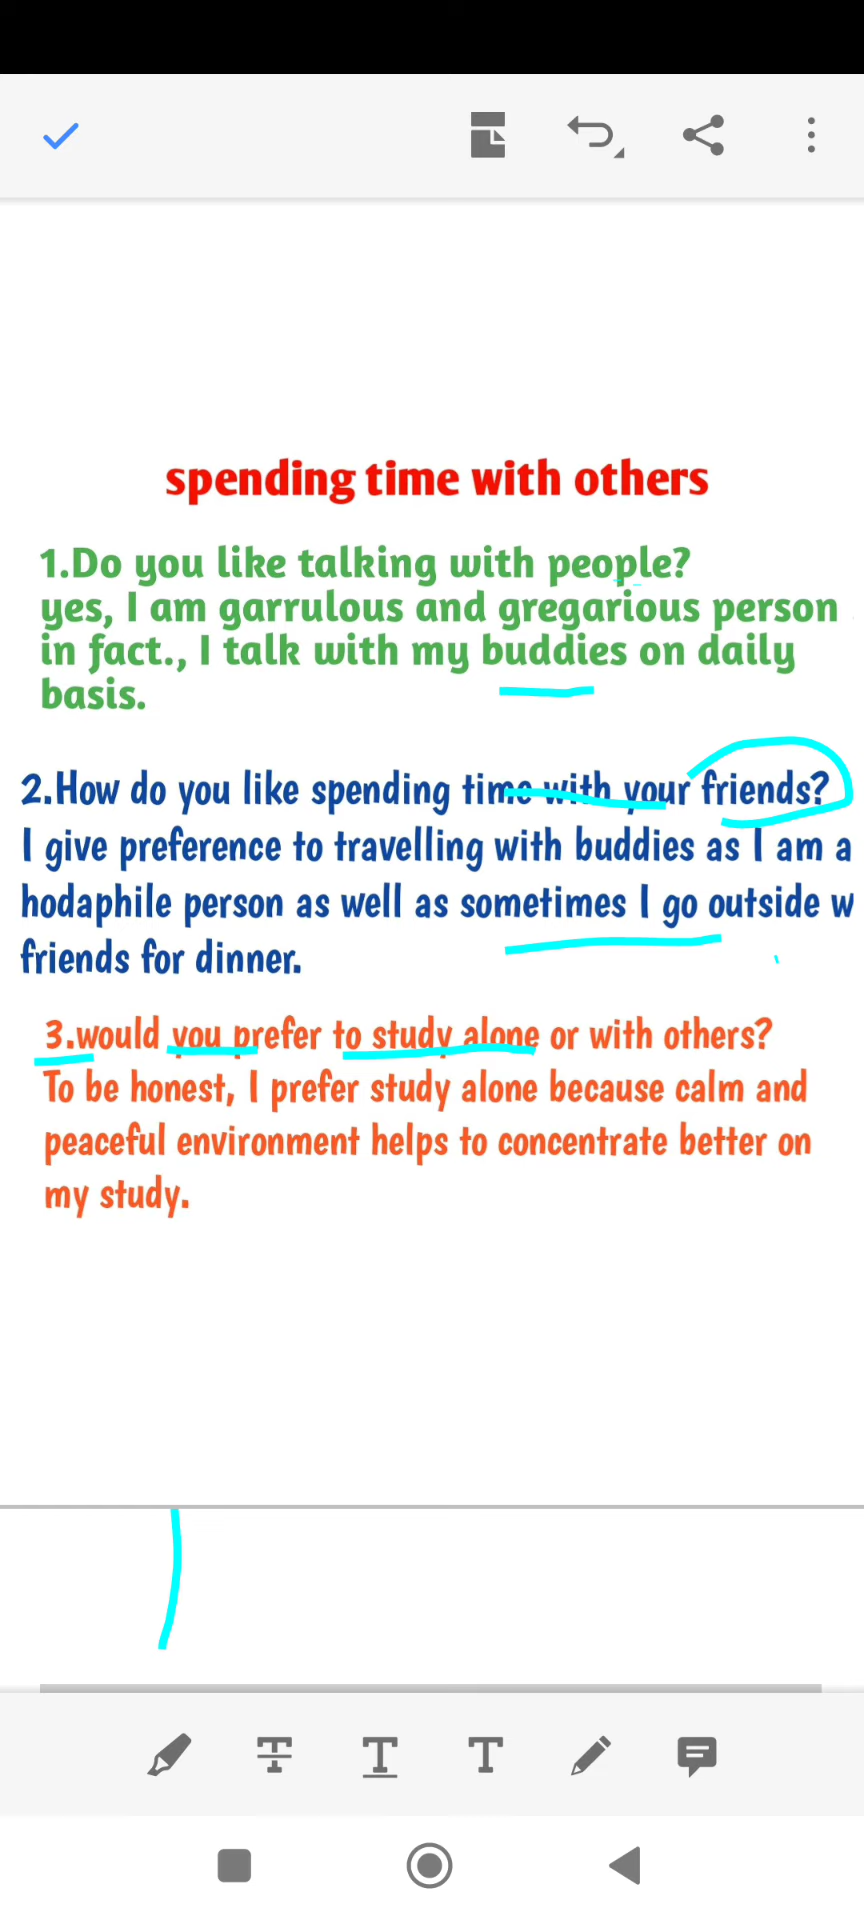 spending time with others
1.Do you like talking with people?
yes, I am garrulous and gregarious person
in fact., I talk with my buddies on daily
basis.
2.How do you like spending time with your friends?
I give preference to travelling with buddies as I am a
hodaphile person as well as sometimes I go outside w
friends for dinner.
3.would you prefer to study alone or with others?
To be honest, I prefer study alone because calm and
peaceful environment helps to concentrate better on
my study.